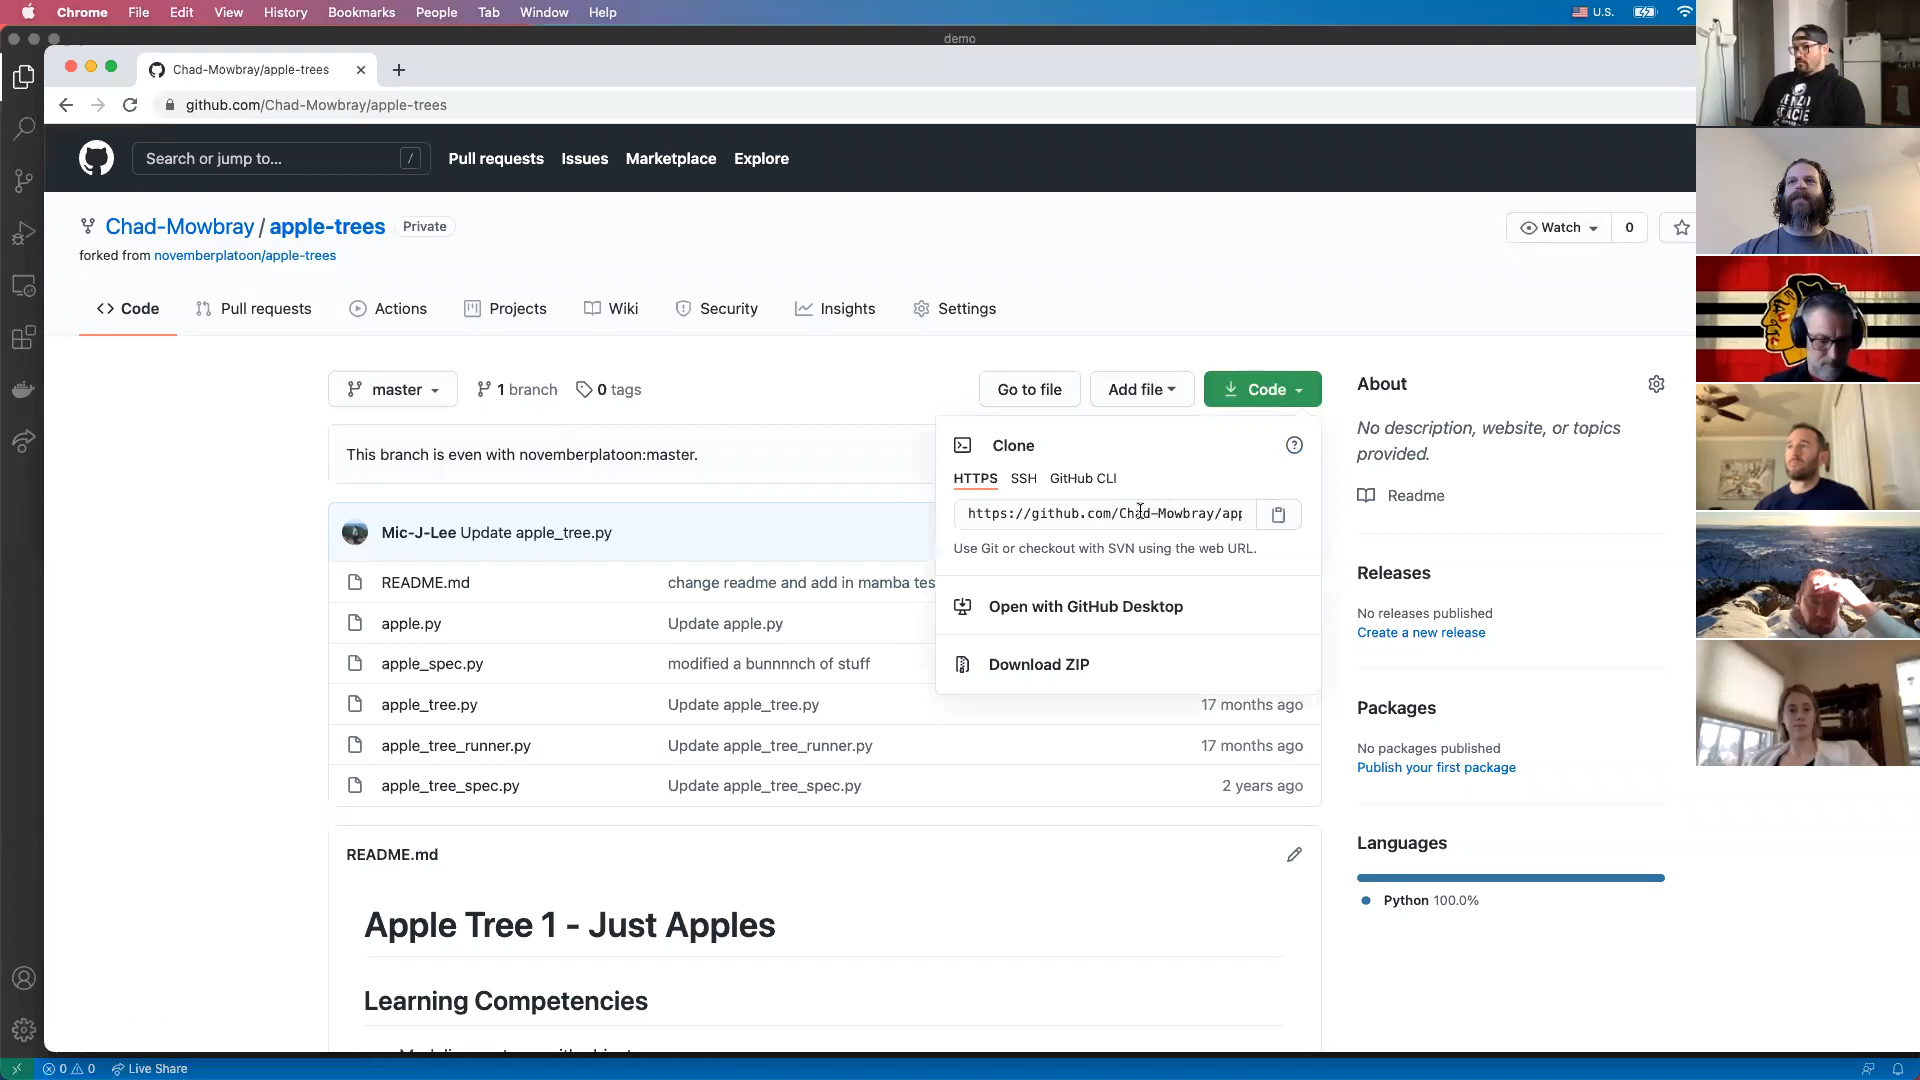 Chrome File Edit View History Bookmarks People Tab Window Help U.S.
demo
Chad-Mowbray/apple-trees
github.com/Chad-Mowbray/apple-trees
Search or jump to... / Pull requests Issues Marketplace Explore
Chad-Mowbray / apple-trees Private
Watch 0
forked from novemberplatoon/apple-trees
Code Pull requests Actions Projects Wiki Security Insights Settings
master 1 branch 0 tags Go to file Add file Code
This branch is even with novemberplatoon:master.
Clone
HTTPS SSH GitHub CLI
https://github.com/Chad-Mowbray/app
Use Git or checkout with SVN using the web URL.
Open with GitHub Desktop
Download ZIP
Mic-J-Lee Update apple_tree.py
README.md change readme and add in mamba tes
apple.py Update apple.py
apple_spec.py modified a bunnnnch of stuff
apple_tree.py Update apple_tree.py 17 months ago
apple_tree_runner.py Update apple_tree_runner.py 17 months ago
apple_tree_spec.py Update apple_tree_spec.py 2 years ago
README.md
Apple Tree 1 - Just Apples
Learning Competencies
About
No description, website, or topics
provided.
Readme
Releases
No releases published
Create a new release
Packages
No packages published
Publish your first package
Languages
Python 100.0%
0 0 Live Share